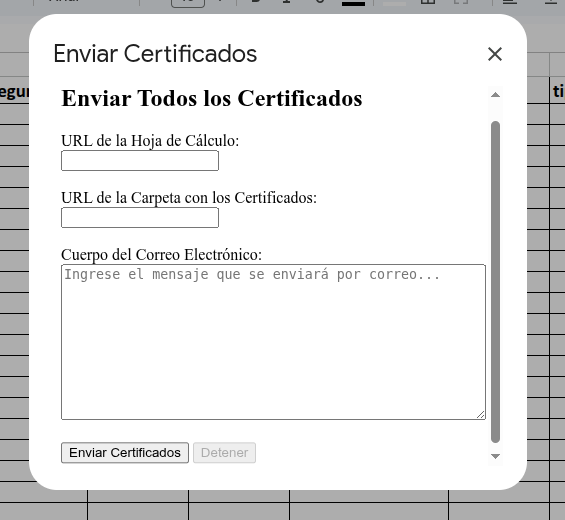 Enviar Certificados
Enviar Todos los Certificados
URL de la Hoja de Cálculo:
URL de la Carpeta con los Certificados:
Cuerpo del Correo Electrónico:
Ingrese el mensaje que se enviará por correo...
Enviar Certificados Detener